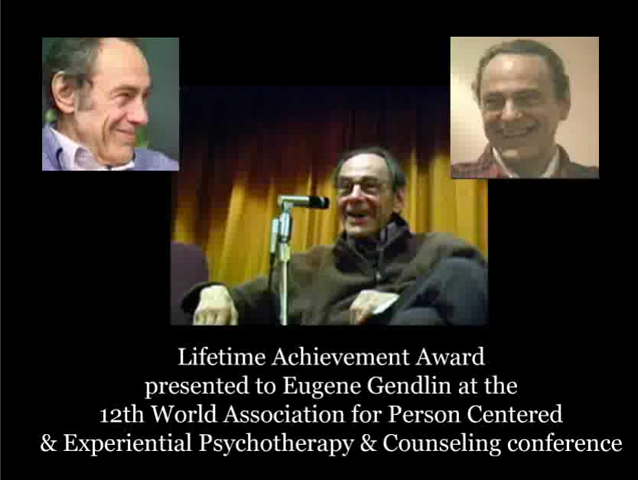 Lifetime Achievement Award
presented to Eugene Gendlin at the
12th World Association for Person Centered
& Experiential Psychotherapy & Counseling conference